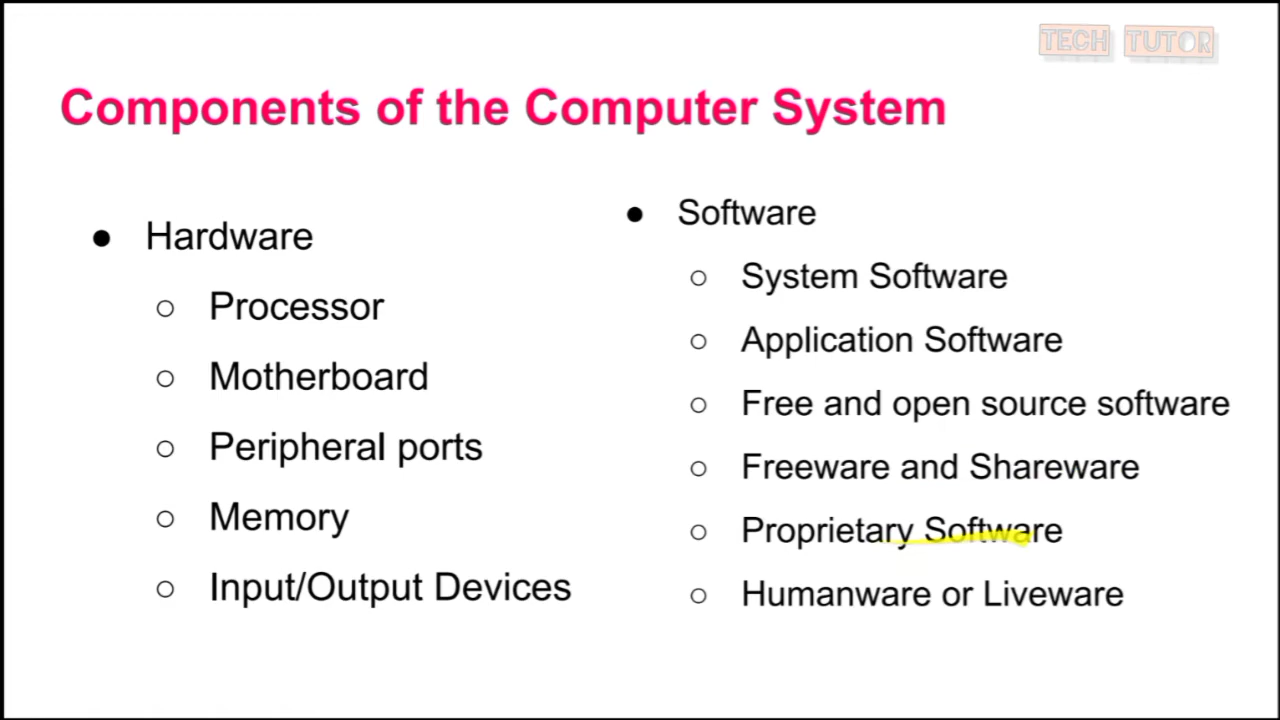 TECH TUTOR
Components of the Computer System
● Hardware
○ Processor
○ Motherboard
○ Peripheral ports
○ Memory
○ Input/Output Devices
● Software
○ System Software
○ Application Software
○ Free and open source software
○ Freeware and Shareware
○ Proprietary Software
○ Humanware or Liveware